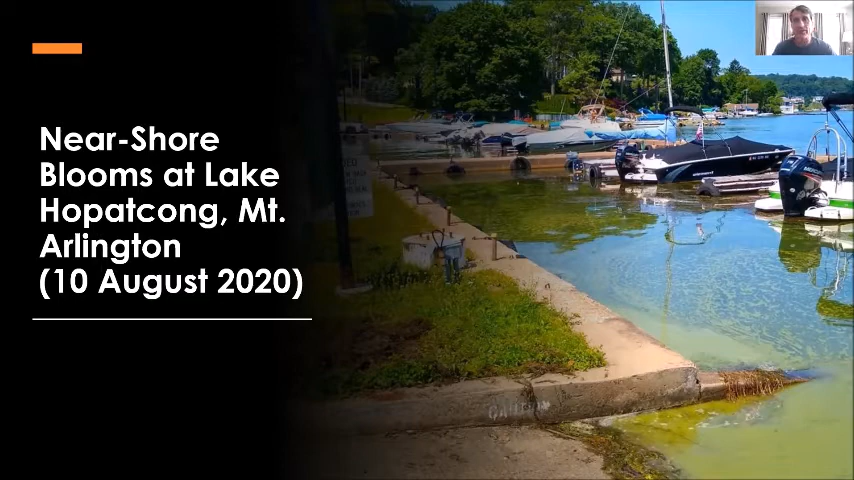 Near-Shore
Blooms at Lake
Hopatcong, Mt.
Arlington
(10 August 2020)